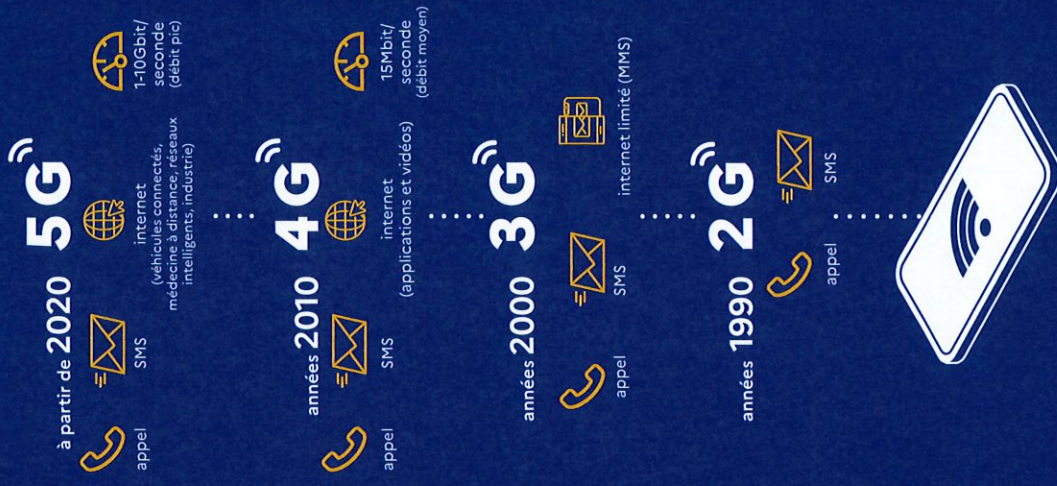 à partir de 2020 5G
appel
SMS
internet
(véhicules connectés,
médecine à distance, réseaux
intelligents, industrie)
1-10Gbit/
seconde
(débit pic)
années 2010 4G
appel
SMS
internet
(applications et vidéos)
15Mbit/
seconde
(débit moyen)
années 2000 3G
appel
SMS
internet limité (MMS)
années 1990 2G
appel
SMS